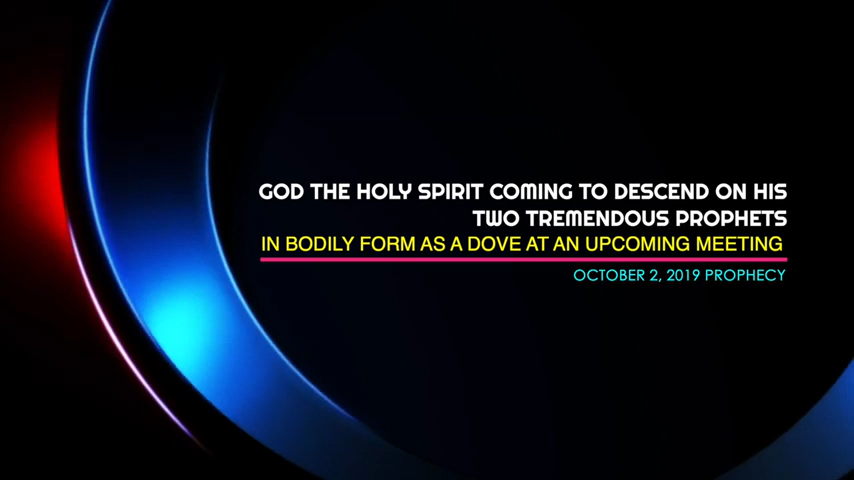 GOD THE HOLY SPIRIT COMING TO DESCEND ON HIS
TWO TREMENDOUS PROPHETS
IN BODILY FORM AS A DOVE AT AN UPCOMING MEETING
OCTOBER 2, 2019 PROPHECY